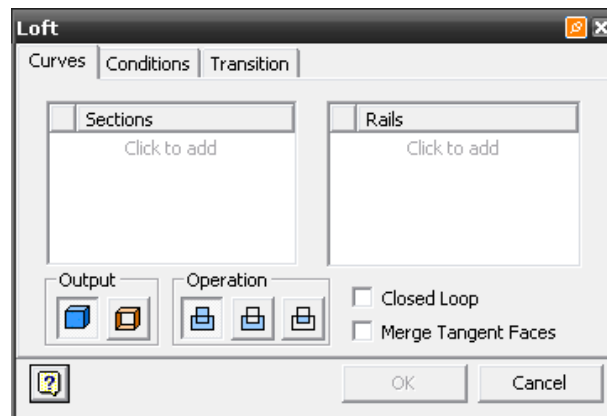 Loft
Curves Conditions Transition
Sections Rails
Click to add Click to add
Output Operation
Closed Loop
Merge Tangent Faces
? OK Cancel